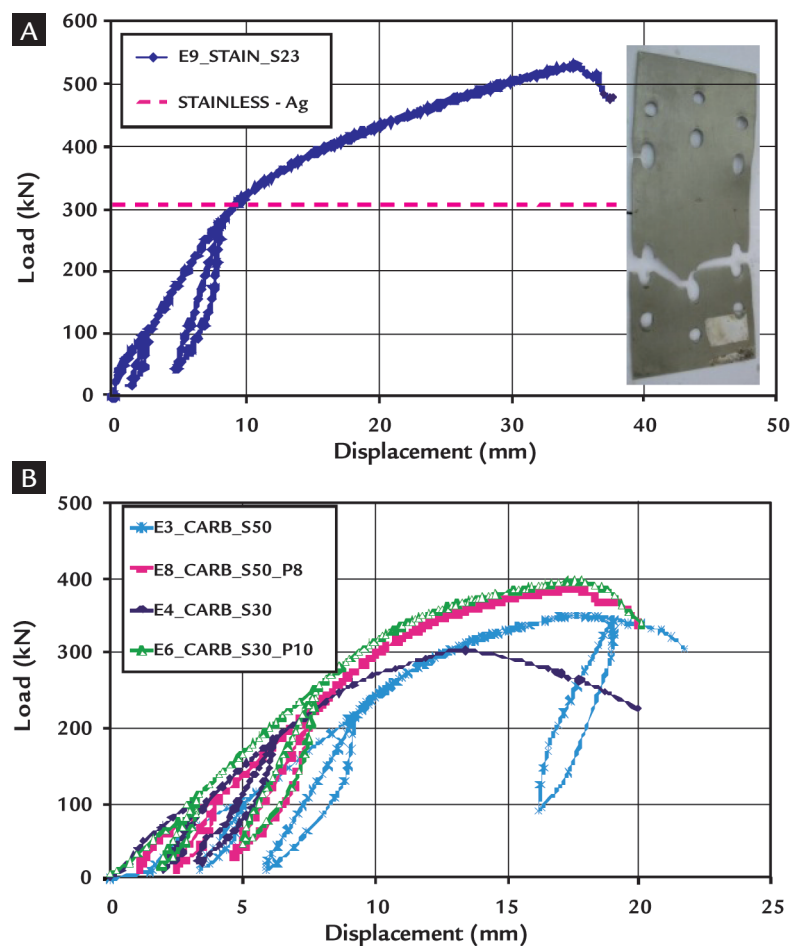 A
600
500
400
300
200
100
0
Load (kN)
E9_STAIN_S23
STAINLESS - Ag
0 10 20 30 40 50
Displacement (mm)
B
500
400
300
200
100
0
Load (kN)
E3_CARB_S50
E8_CARB_S50_P8
E4_CARB_S30
E6_CARB_S30_P10
0 5 10 15 20 25
Displacement (mm)